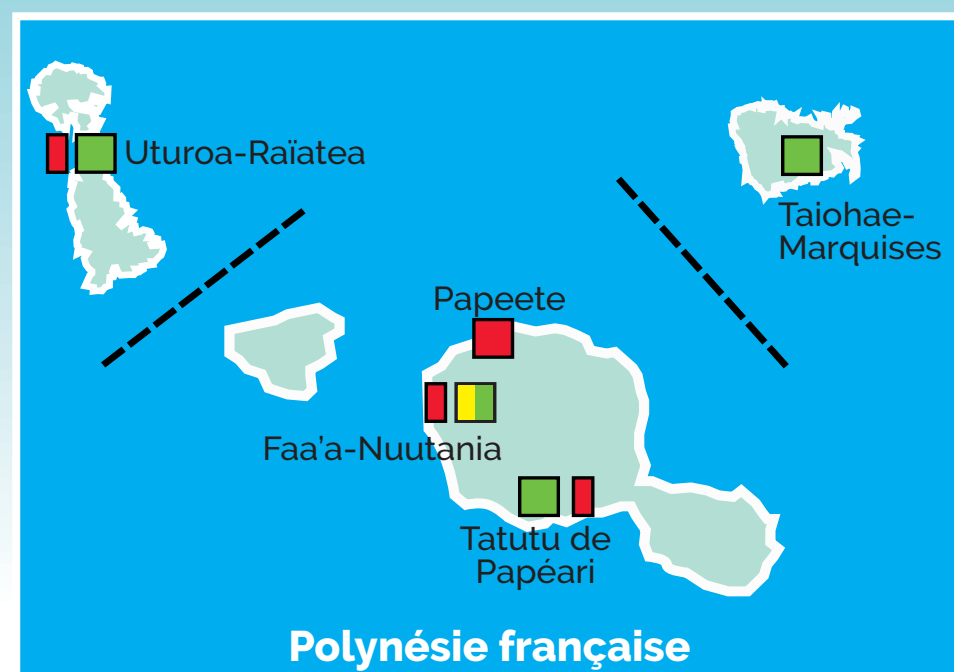 Uturoa-Raïatea
Taiohae-
Marquises
Papeete
Faa'a-Nuutania
Tatutu de
Papéari
Polynésie française